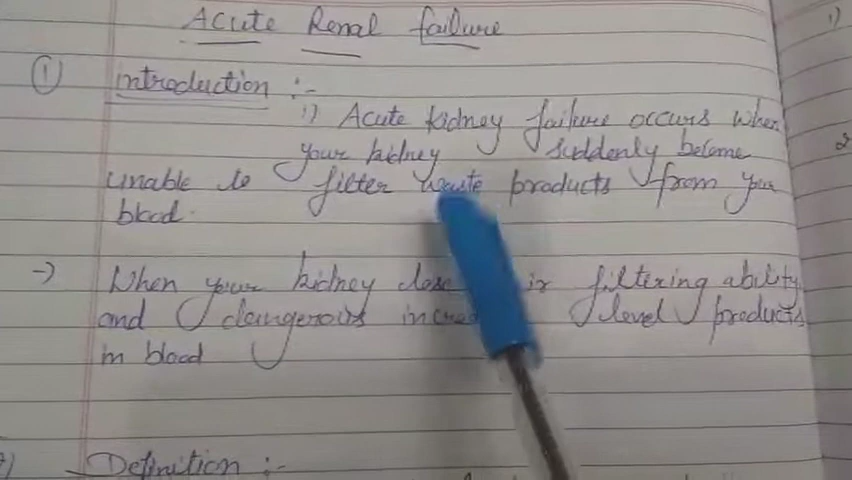 Acute Renal failure
① introduction :-
i) Acute kidney failure occurs when
your kidney suddenly become
unable to filter waste products from your
blood.
→ When your kidney lose ir filtering ability
and dangerous level products
in blood
Definition :-